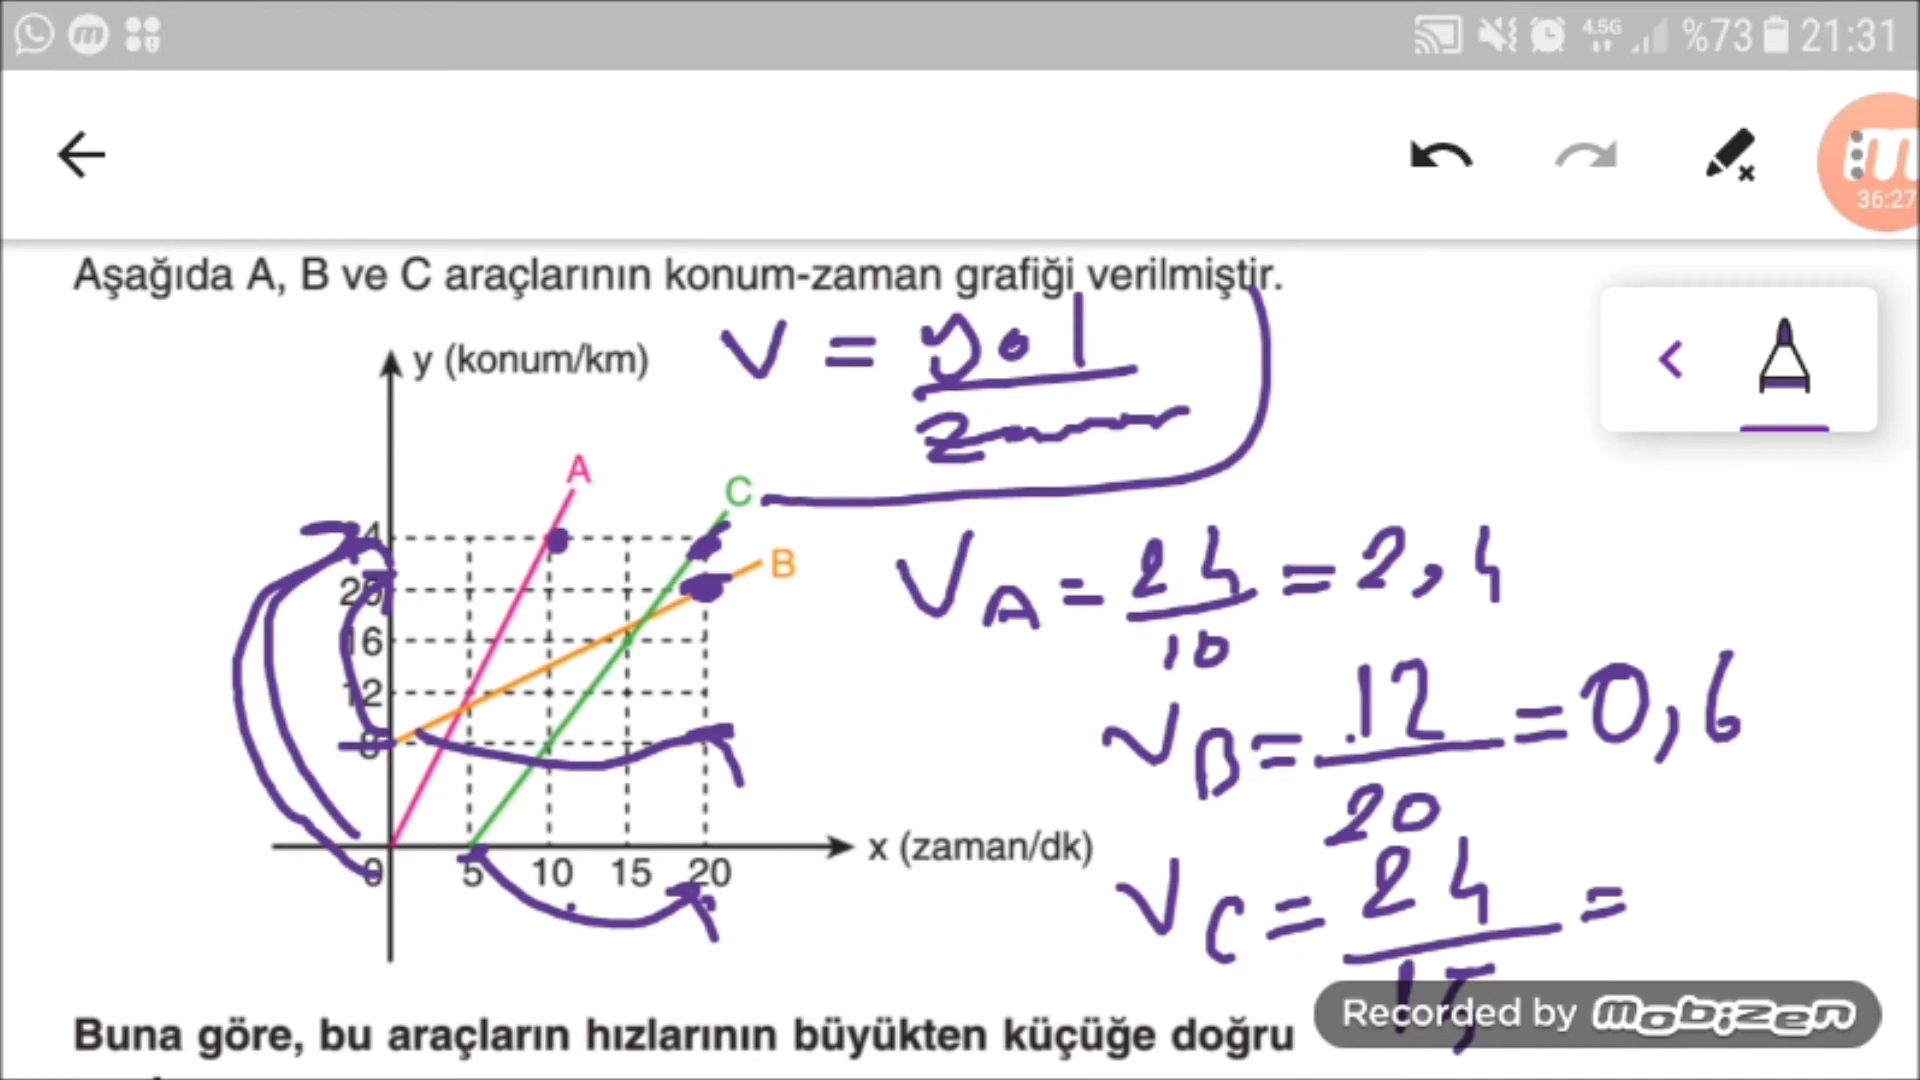 4.5G %73 21:31
36:27
Aşağıda A, B ve C araçlarının konum-zaman grafiği verilmiştir.
y (konum/km)
V = yol
zaman
A
C
B
24
20
16
12
8
0
5 10 15 20
x (zaman/dk)
VA = 24/10 = 2,4
VB = 12/20 = 0,6
VC = 24/15 =
Recorded by mobizen
Buna göre, bu araçların hızlarının büyükten küçüğe doğru